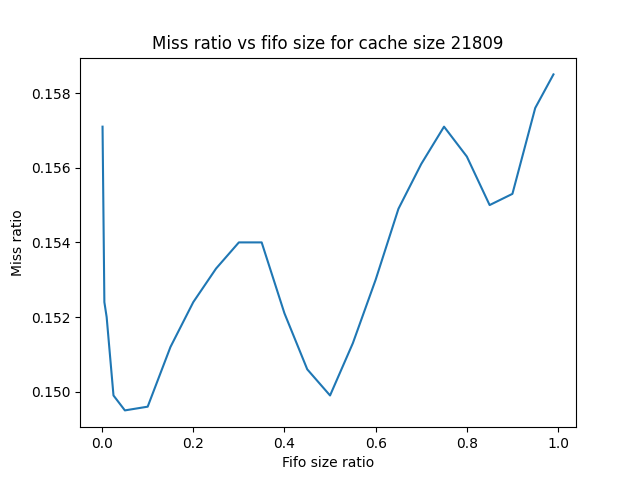 Miss ratio vs fifo size for cache size 21809
0.158
0.156
0.154
0.152
0.150
Miss ratio
0.0 0.2 0.4 0.6 0.8 1.0
Fifo size ratio